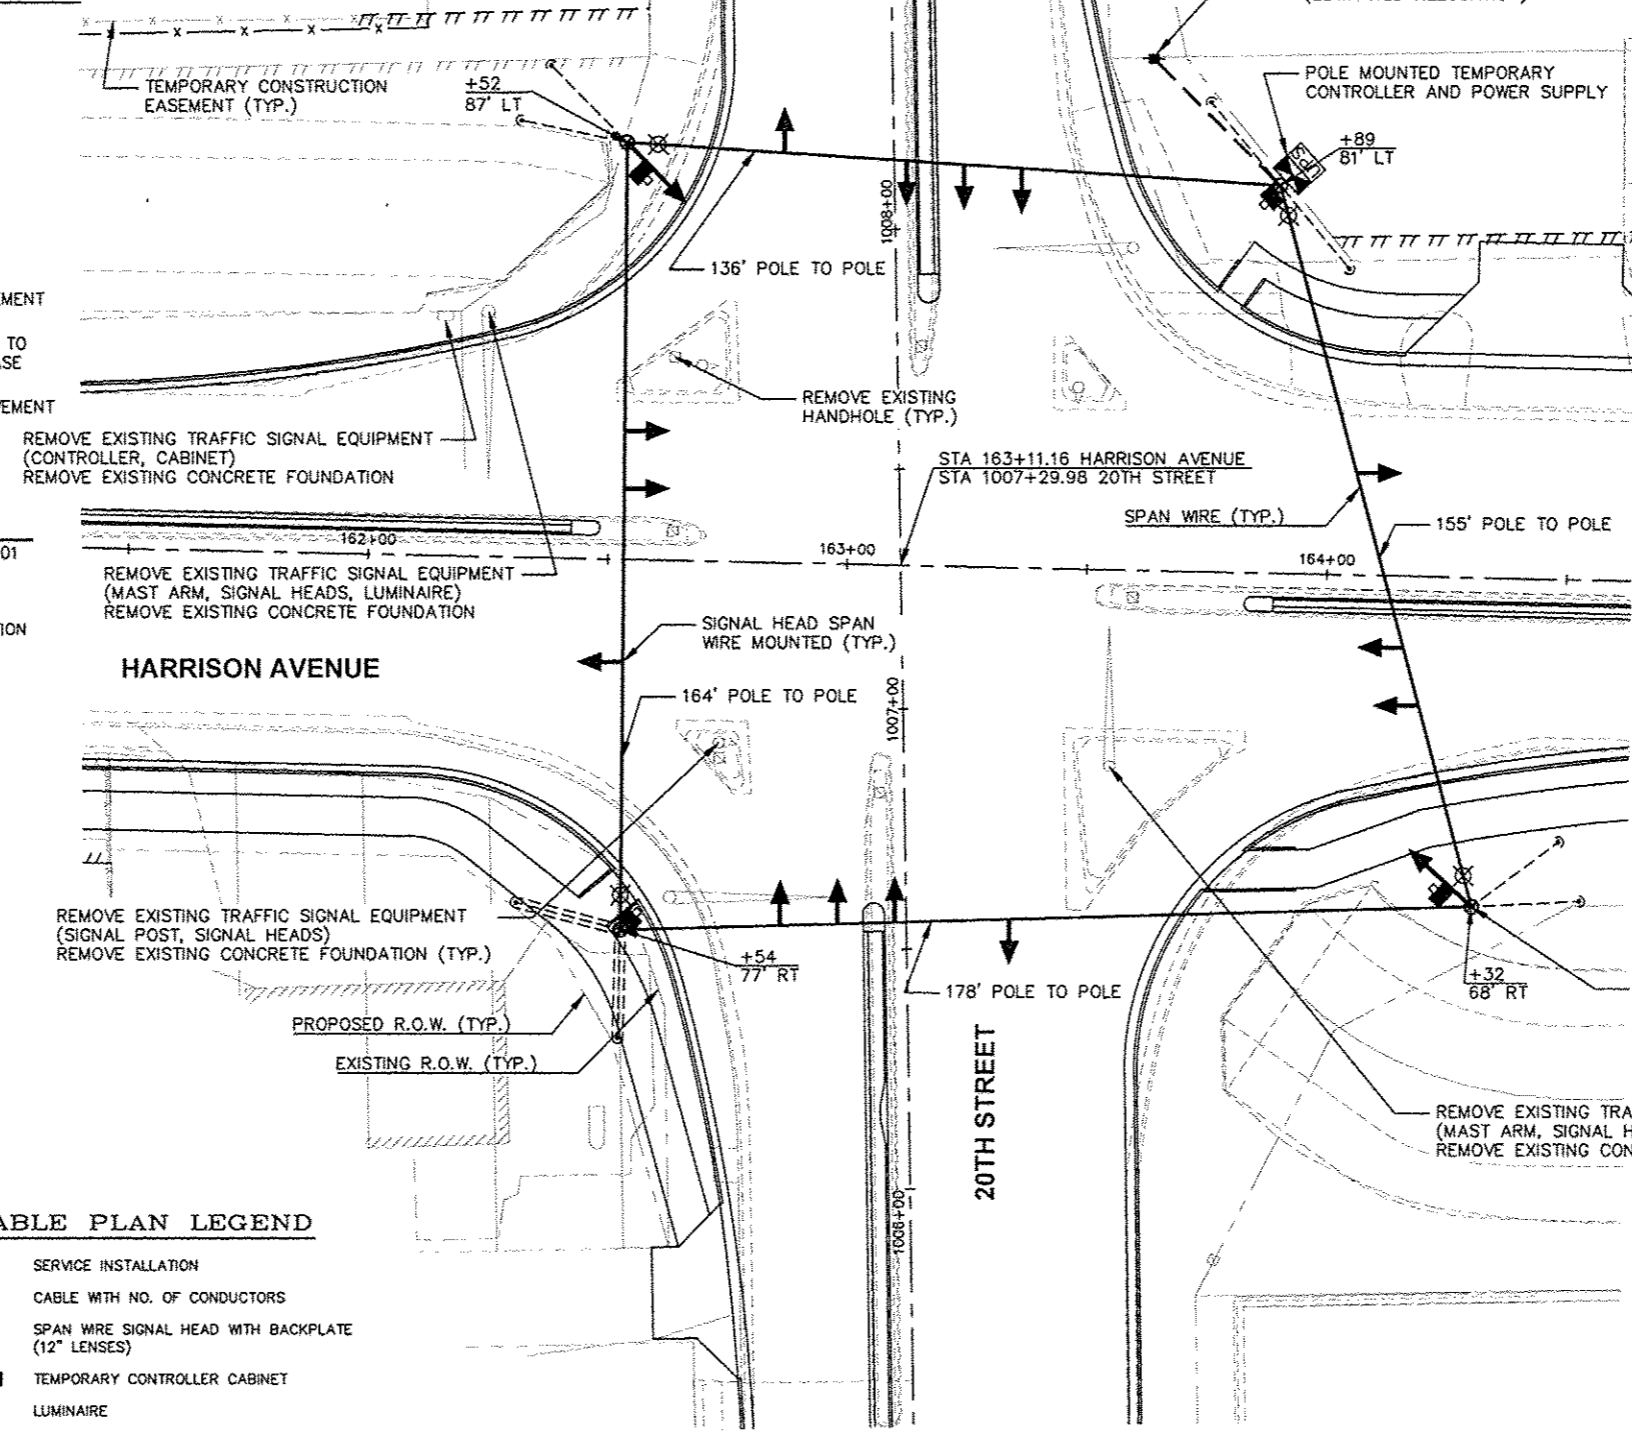 TEMPORARY CONSTRUCTION
EASEMENT (TYP.)
+52
87' LT
POLE MOUNTED TEMPORARY
CONTROLLER AND POWER SUPPLY
+89
81' LT
UPS
1008+00
136' POLE TO POLE
EMENT
TO
ASE
VEMENT
REMOVE EXISTING
HANDHOLE (TYP.)
REMOVE EXISTING TRAFFIC SIGNAL EQUIPMENT
(CONTROLLER, CABINET)
REMOVE EXISTING CONCRETE FOUNDATION
STA 163+11.16 HARRISON AVENUE
STA 1007+29.98 20TH STREET
SPAN WIRE (TYP.)
155' POLE TO POLE
01
162+00
163+00
164+00
REMOVE EXISTING TRAFFIC SIGNAL EQUIPMENT
(MAST ARM, SIGNAL HEADS, LUMINAIRE)
REMOVE EXISTING CONCRETE FOUNDATION
TION
SIGNAL HEAD SPAN
WIRE MOUNTED (TYP.)
HARRISON AVENUE
164' POLE TO POLE
1007+00
REMOVE EXISTING TRAFFIC SIGNAL EQUIPMENT
(SIGNAL POST, SIGNAL HEADS)
REMOVE EXISTING CONCRETE FOUNDATION (TYP.)
+54
77' RT
+32
68' RT
178' POLE TO POLE
PROPOSED R.O.W. (TYP.)
EXISTING R.O.W. (TYP.)
20TH STREET
REMOVE EXISTING TRA
(MAST ARM, SIGNAL H
REMOVE EXISTING CON
1006+00
ABLE PLAN LEGEND
SERVICE INSTALLATION
CABLE WITH NO. OF CONDUCTORS
SPAN WIRE SIGNAL HEAD WITH BACKPLATE
(12" LENSES)
TEMPORARY CONTROLLER CABINET
LUMINAIRE